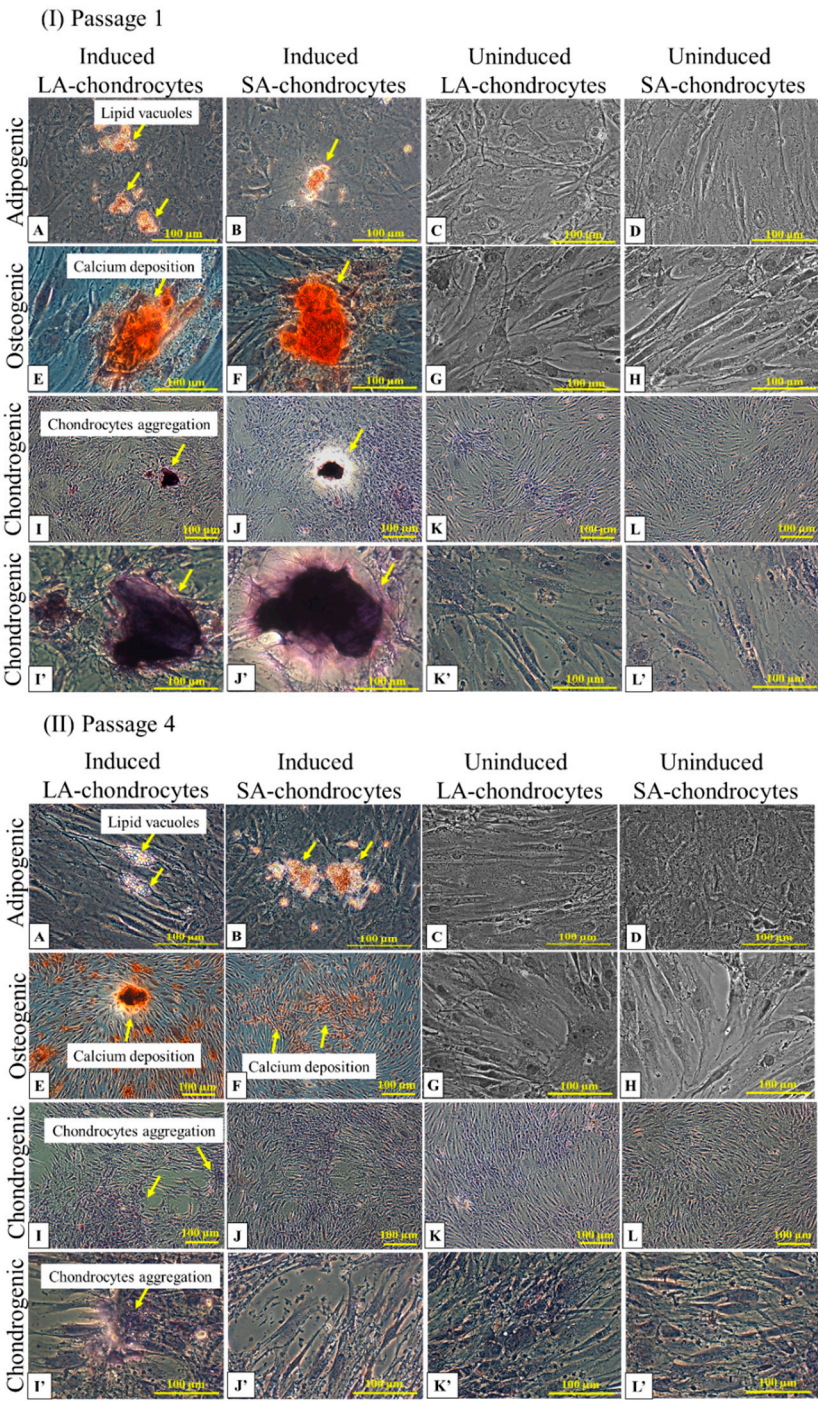 (I) Passage 1
Induced
LA-chondrocytes
Induced
SA-chondrocytes
Uninduced
LA-chondrocytes
Uninduced
SA-chondrocytes
Adipogenic
Lipid vacuoles
A
100 µm
B
100 µm
C
100 µm
D
100 µm
Osteogenic
Calcium deposition
E
100 µm
F
100 µm
G
100 µm
H
100 µm
Chondrogenic
Chondrocytes aggregation
I
100 µm
J
100 µm
K
100 µm
L
100 µm
Chondrogenic
I'
100 µm
J'
100 µm
K'
100 µm
L'
100 µm
(II) Passage 4
Induced
LA-chondrocytes
Induced
SA-chondrocytes
Uninduced
LA-chondrocytes
Uninduced
SA-chondrocytes
Adipogenic
Lipid vacuoles
A
100 µm
B
100 µm
C
100 µm
D
100 µm
Osteogenic
Calcium deposition
E
100 µm
Calcium deposition
F
100 µm
G
100 µm
H
100 µm
Chondrogenic
Chondrocytes aggregation
I
100 µm
J
100 µm
K
100 µm
L
100 µm
Chondrogenic
Chondrocytes aggregation
I'
100 µm
J'
100 µm
K'
100 µm
L'
100 µm